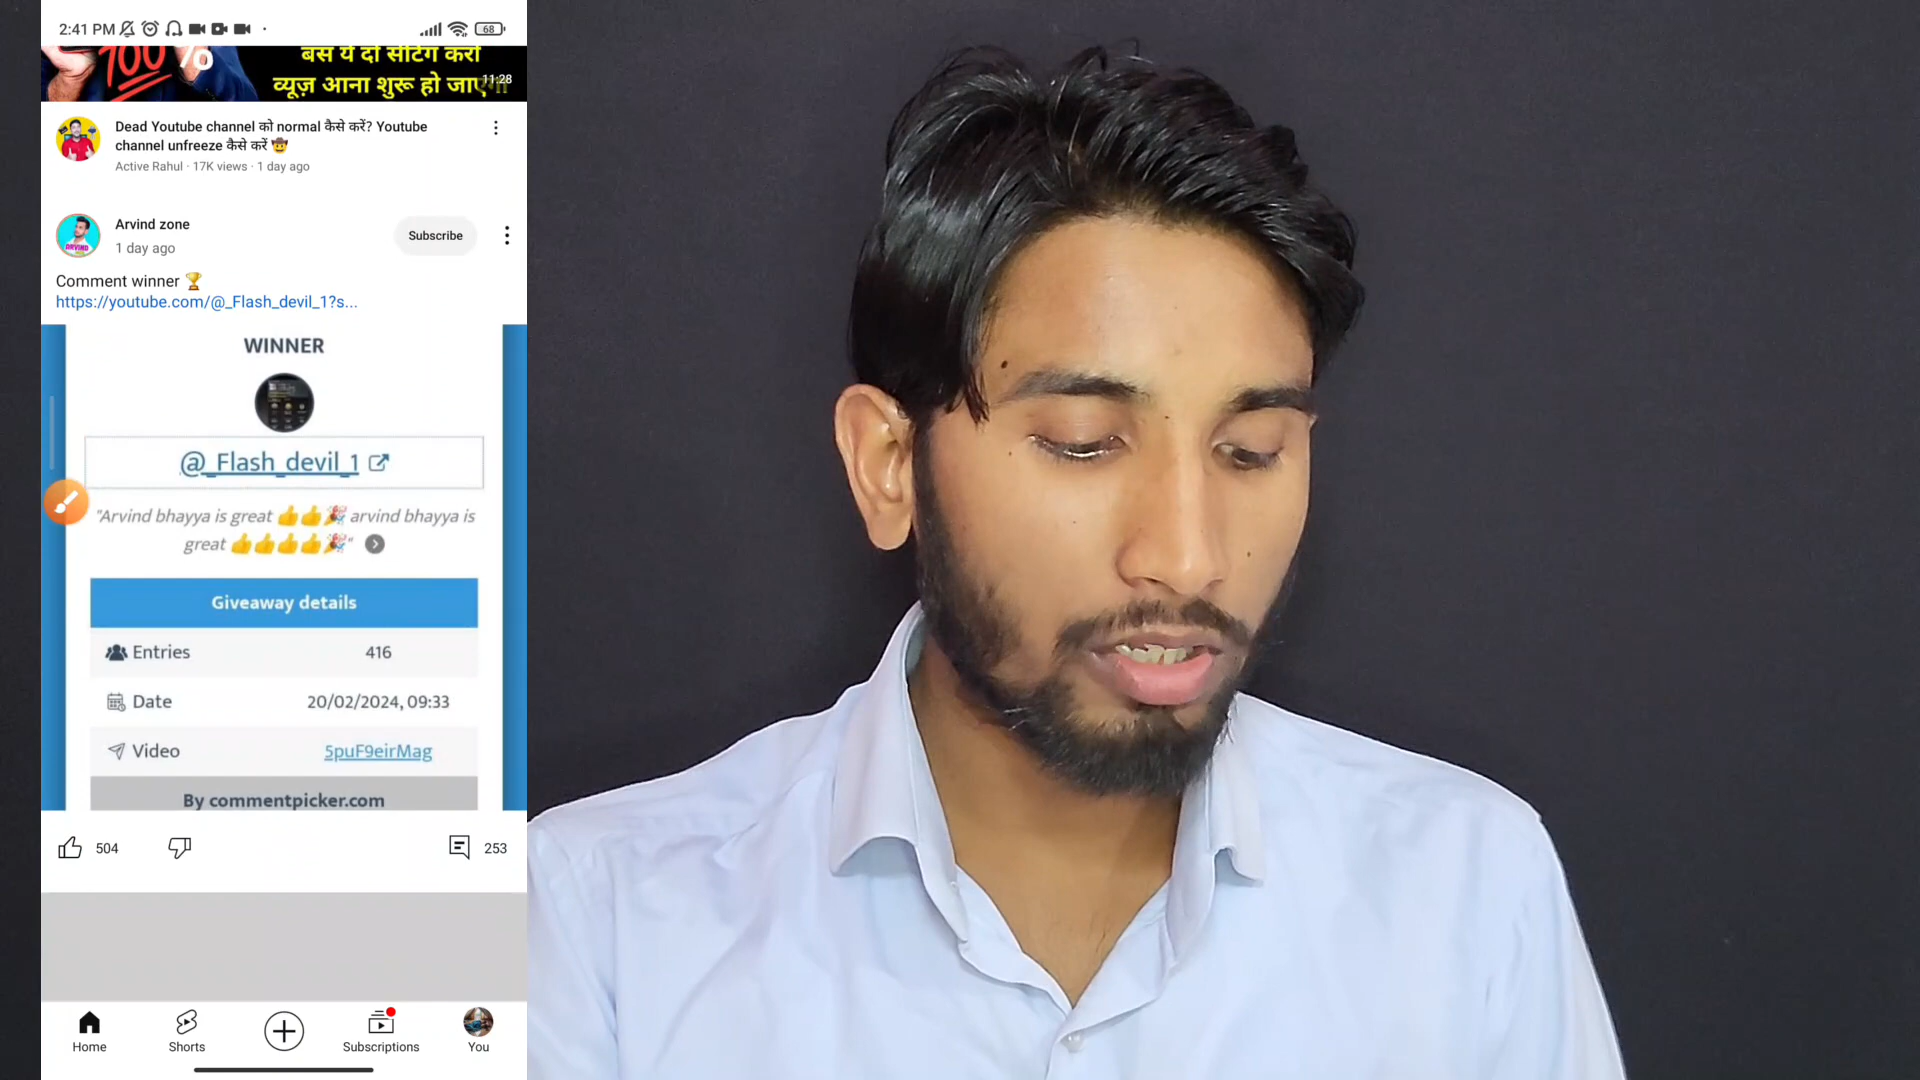 2:41 PM
68
100 %
बस ये दो सेटिंग करो
व्यूज़ आना शुरू हो जाएगा
11:28
Dead Youtube channel को normal कैसे करें? Youtube
channel unfreeze कैसे करें 🤠
Active Rahul · 17K views · 1 day ago
Arvind zone
1 day ago
Subscribe
ARVIND
Comment winner 🏆
https://youtube.com/@_Flash_devil_1?s...
WINNER
@_Flash_devil_1
"Arvind bhayya is great 👍👍🎉 arvind bhayya is
great 👍👍👍👍🎉"
Giveaway details
Entries 416
Date 20/02/2024, 09:33
Video 5puF9eirMag
By commentpicker.com
504
253
Home
Shorts
Subscriptions
You